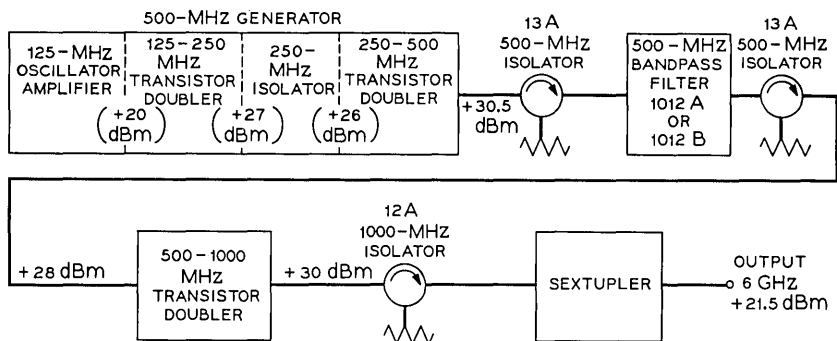 500-MHz GENERATOR
125-MHz
OSCILLATOR
AMPLIFIER
125-250
MHz
TRANSISTOR
DOUBLER
250-
MHz
ISOLATOR
250-500
MHz
TRANSISTOR
DOUBLER
(+20 dBm)
(+27 dBm)
(+26 dBm)
+30.5
dBm
13A
500-MHz
ISOLATOR
500-MHz
BANDPASS
FILTER
1012 A
OR
1012 B
13A
500-MHz
ISOLATOR
+28 dBm
500-1000
MHz
TRANSISTOR
DOUBLER
+30 dBm
12A
1000-MHz
ISOLATOR
SEXTUPLER
OUTPUT
6 GHz
+21.5 dBm